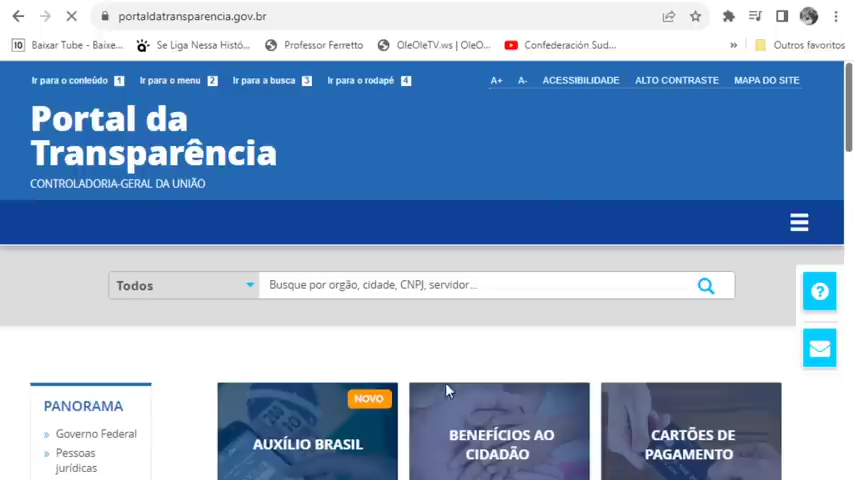 portaldatransparencia.gov.br
Baixar Tube - Baixe... Se Liga Nessa Histó... Professor Ferretto OleOleTV.ws | OleO... Confederación Sud... » Outros favoritos
Ir para o conteúdo 1 Ir para o menu 2 Ir para a busca 3 Ir para o rodapé 4 A+ A- ACESSIBILIDADE ALTO CONTRASTE MAPA DO SITE
Portal da
Transparência
CONTROLADORIA-GERAL DA UNIÃO
Todos Busque por orgão, cidade, CNPJ, servidor...
PANORAMA
» Governo Federal
» Pessoas
jurídicas
NOVO
AUXÍLIO BRASIL
BENEFÍCIOS AO
CIDADÃO
CARTÕES DE
PAGAMENTO